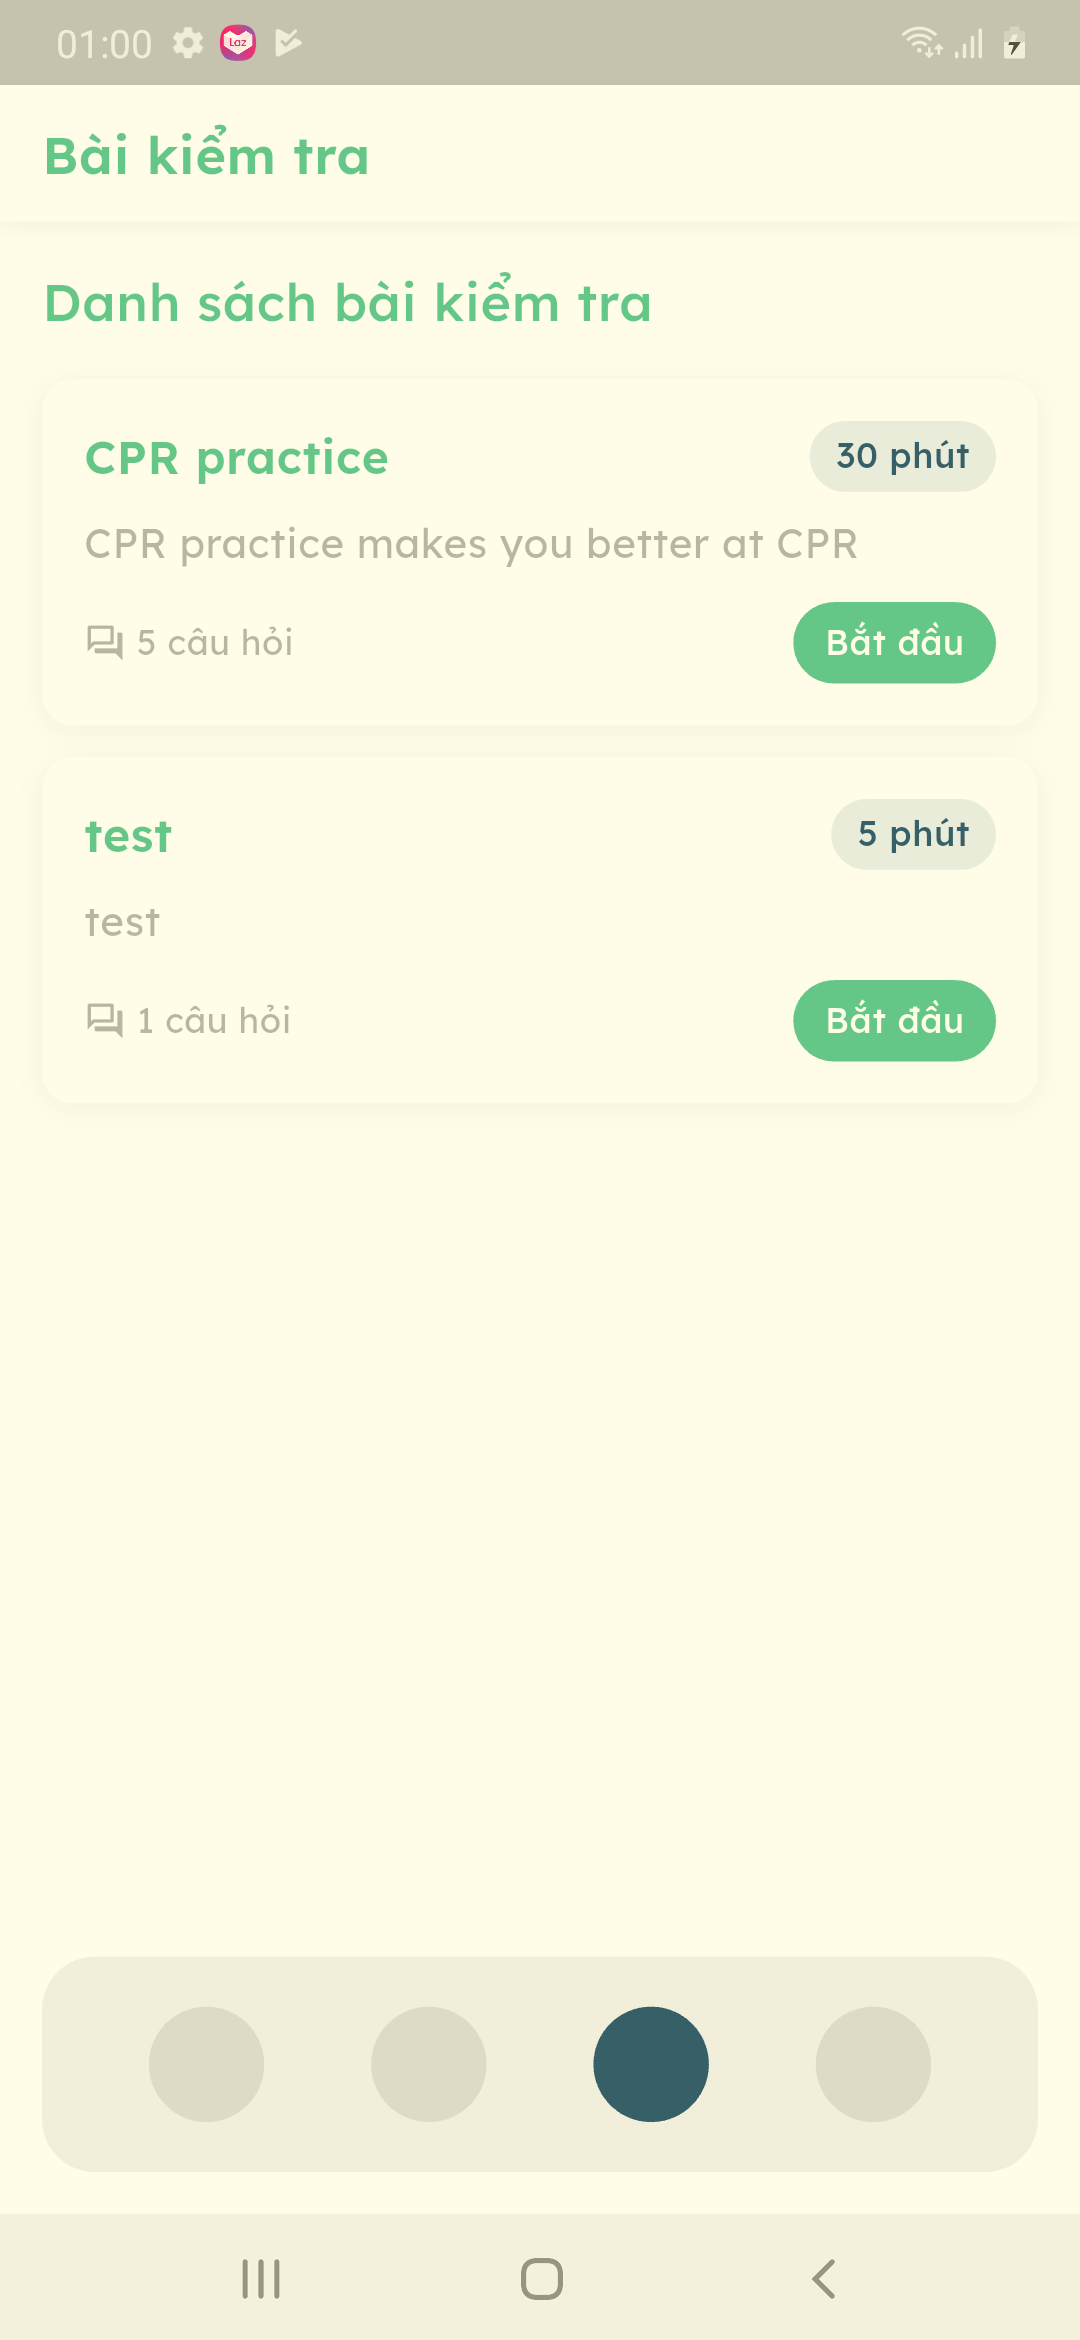 01:00
Laz
Bài kiểm tra
Danh sách bài kiểm tra
CPR practice
30 phút
CPR practice makes you better at CPR
5 câu hỏi
Bắt đầu
test
5 phút
test
1 câu hỏi
Bắt đầu